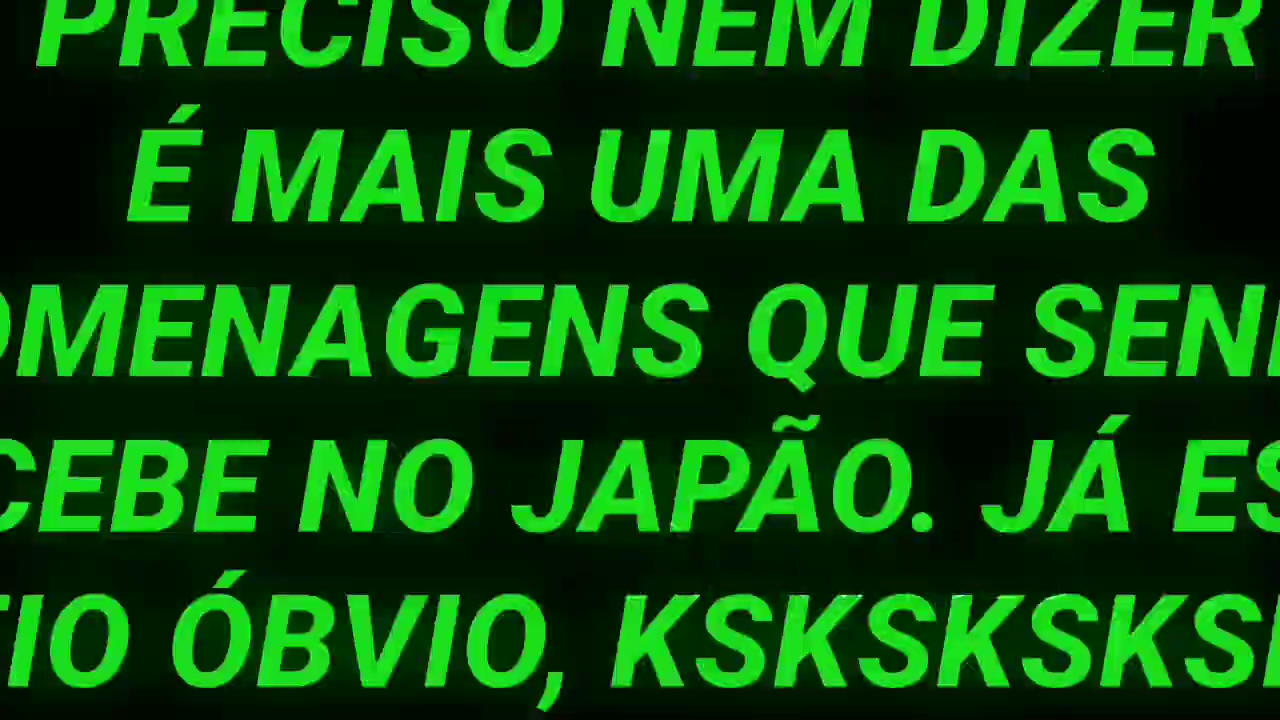 PRECISO NEM DIZER
É MAIS UMA DAS
OMENAGENS QUE SEN
CEBE NO JAPÃO. JÁ ES
TIO ÓBVIO, KSKSKSKS